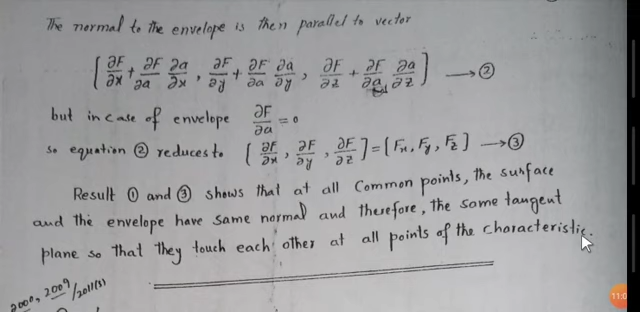 The normal to the envelope is then parallel to vector
[ ∂F/∂x + ∂F/∂a ∂a/∂x , ∂F/∂y + ∂F/∂a ∂a/∂y , ∂F/∂z + ∂F/∂a ∂a/∂z ] → ②
but in case of envelope ∂F/∂a = 0
so equation ② reduces to [ ∂F/∂x , ∂F/∂y , ∂F/∂z ] = [ Fx, Fy, Fz ] → ③
Result ① and ③ shows that at all Common points, the surface
and the envelope have same normal and therefore, the same tangent
plane so that they touch each other at all points of the characteristic.
2000, 2009/2011(S)
11:0